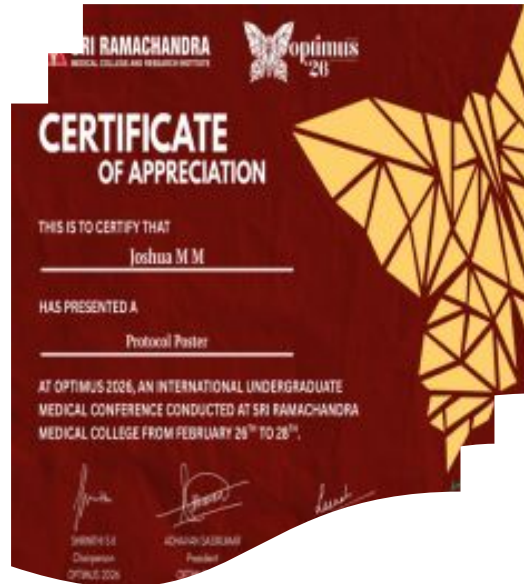 SRI RAMACHANDRA
MEDICAL COLLEGE AND RESEARCH INSTITUTE
optimus
'26
CERTIFICATE
OF APPRECIATION
THIS IS TO CERTIFY THAT
Joshua M M
HAS PRESENTED A
Protocol Poster
AT OPTIMUS 2026, AN INTERNATIONAL UNDERGRADUATE
MEDICAL CONFERENCE CONDUCTED AT SRI RAMACHANDRA
MEDICAL COLLEGE FROM FEBRUARY 26TH TO 28TH.
Chairperson
President
OPTIMUS 2026